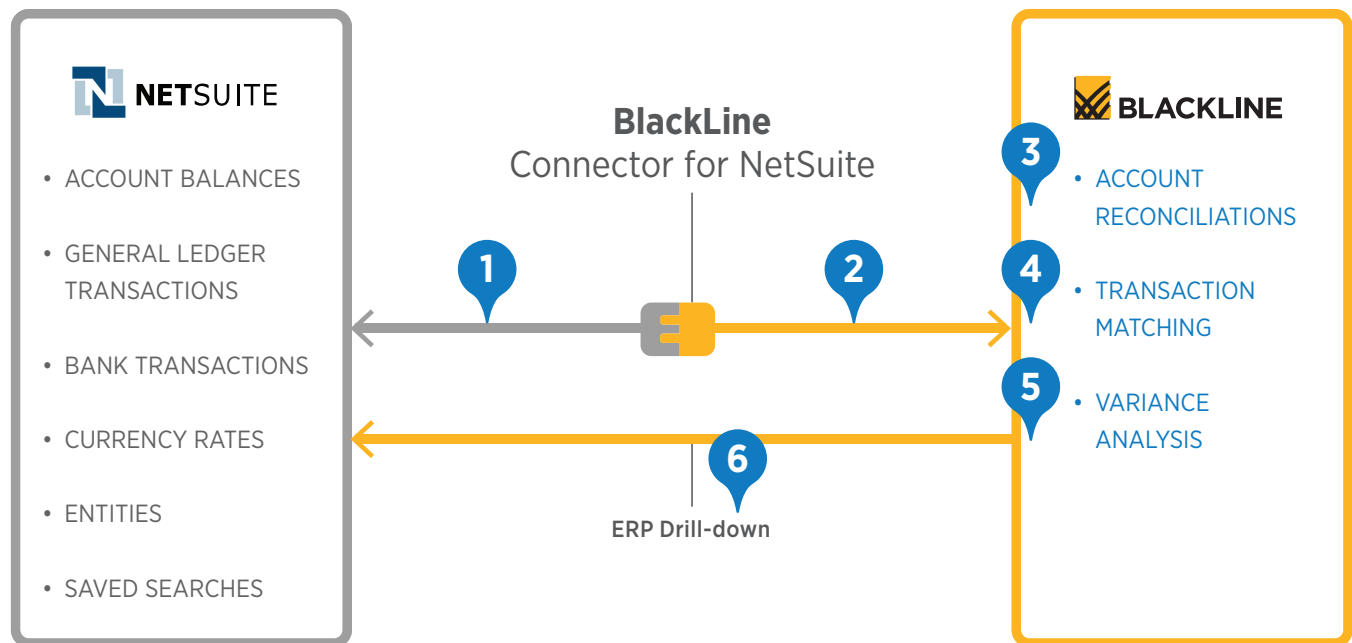 NETSUITE
• ACCOUNT BALANCES
• GENERAL LEDGER
TRANSACTIONS
• BANK TRANSACTIONS
• CURRENCY RATES
• ENTITIES
• SAVED SEARCHES
BlackLine
Connector for NetSuite
1
2
6
ERP Drill-down
BLACKLINE
3
• ACCOUNT
RECONCILIATIONS
4
• TRANSACTION
MATCHING
5
• VARIANCE
ANALYSIS